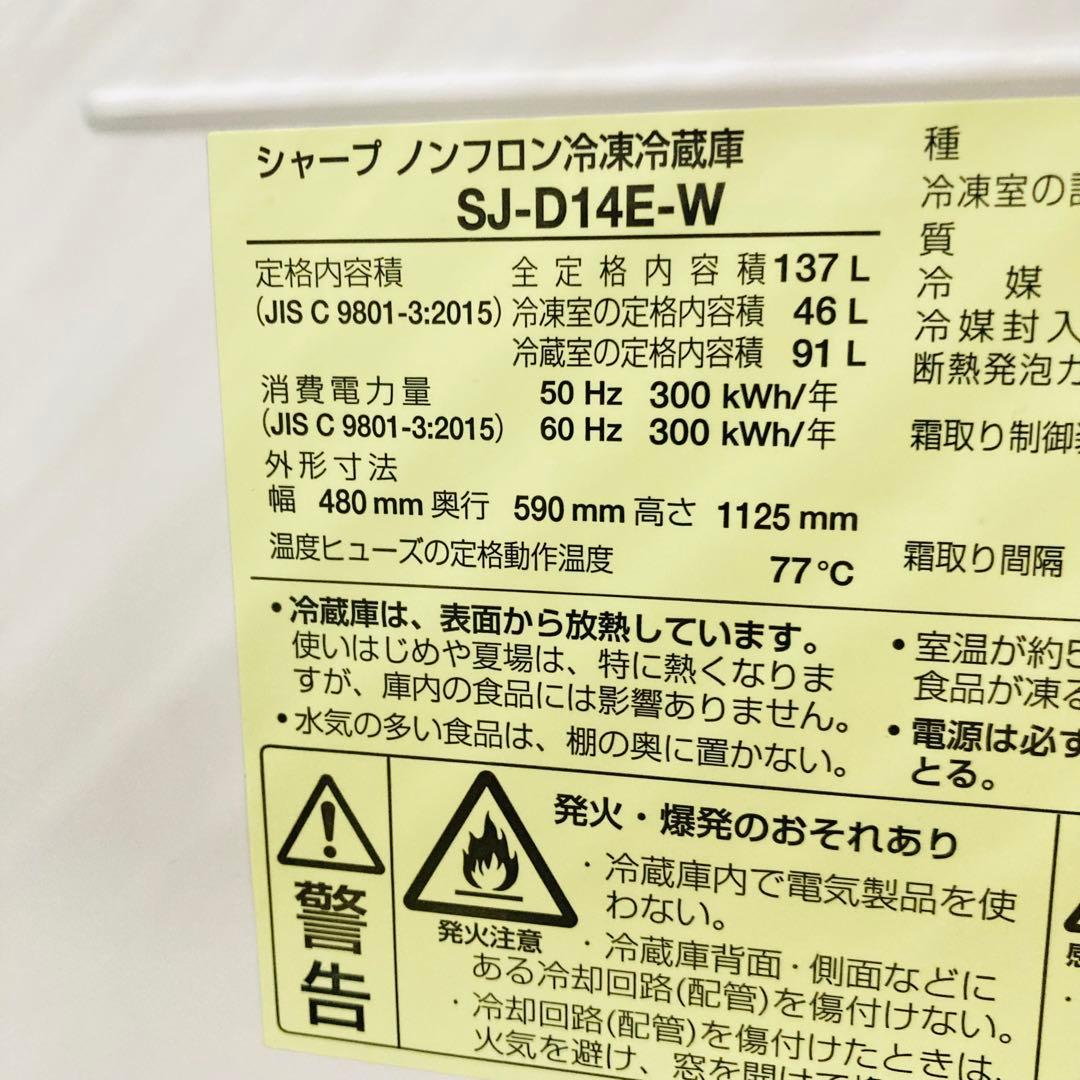 シャープ ノンフロン冷凍冷蔵庫
SJ-D14E-W
定格内容積 全定格内容積 137 L
(JIS C 9801-3:2015) 冷凍室の定格内容積 46 L
冷蔵室の定格内容積 91 L
消費電力量 50 Hz 300 kWh/年
(JIS C 9801-3:2015) 60 Hz 300 kWh/年
外形寸法
幅 480 mm 奥行 590 mm 高さ 1125 mm
温度ヒューズの定格動作温度 77 °C
•冷蔵庫は、表面から放熱しています。
使いはじめや夏場は、特に熱くなりま
すが、庫内の食品には影響ありません。
•水気の多い食品は、棚の奥に置かない。
警告
発火注意
発火・爆発のおそれあり
・冷蔵庫内で電気製品を使
わない。
・冷蔵庫背面・側面などに
ある冷却回路(配管)を傷付けない。
・冷却回路(配管)を傷付けたときは、
火気を避け、窓を開けて
種
冷凍室の
質
冷媒
冷媒封入
断熱発泡
霜取り制御
霜取り間隔
•室温が約5
食品が凍る
•電源は必ず
とる。